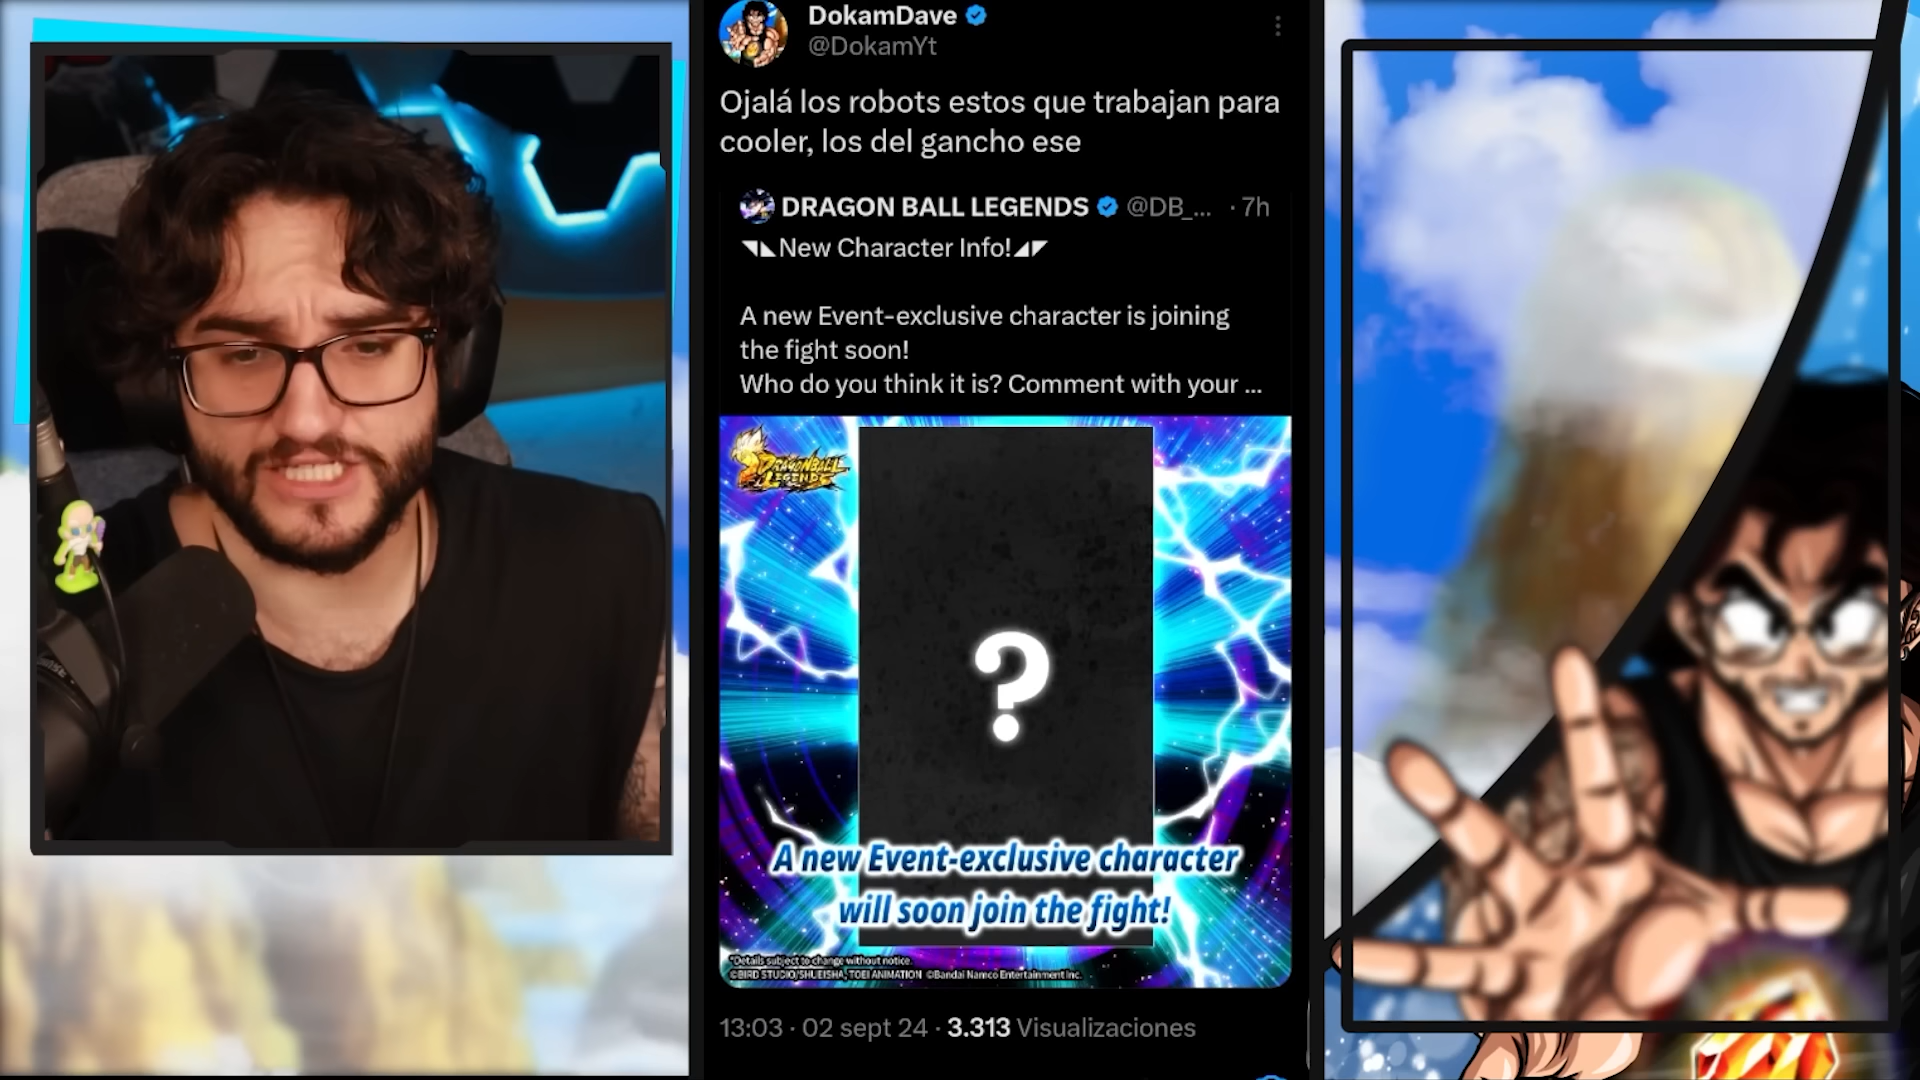 DokamDave
@DokamYt
Ojalá los robots estos que trabajan para
cooler, los del gancho ese
DRAGON BALL LEGENDS @DB_... · 7h
◥◣New Character Info!◢◤
A new Event-exclusive character is joining
the fight soon!
Who do you think it is? Comment with your ...
DRAGONBALL
LEGENDS
?
A new Event-exclusive character
will soon join the fight!
*Details subject to change without notice.
©BIRD STUDIO/SHUEISHA, TOEI ANIMATION ©Bandai Namco Entertainment Inc.
13:03 · 02 sept 24 · 3.313 Visualizaciones